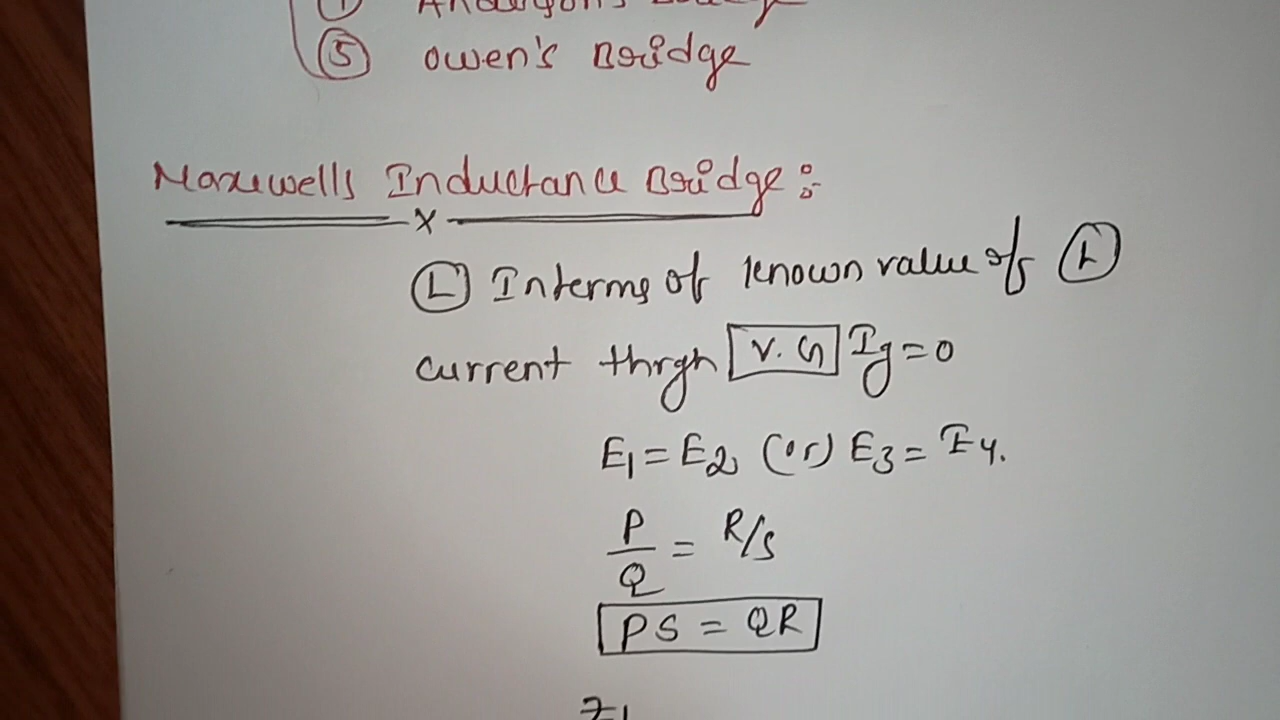 ⑤ Owen's Bridge
Maxwells Inductance Bridge :-
Ⓛ Interms of known value of Ⓛ
current thrgh V. G Ig = 0
E1 = E2 (or) E3 = E4.
P/Q = R/S
PS = QR
Z1